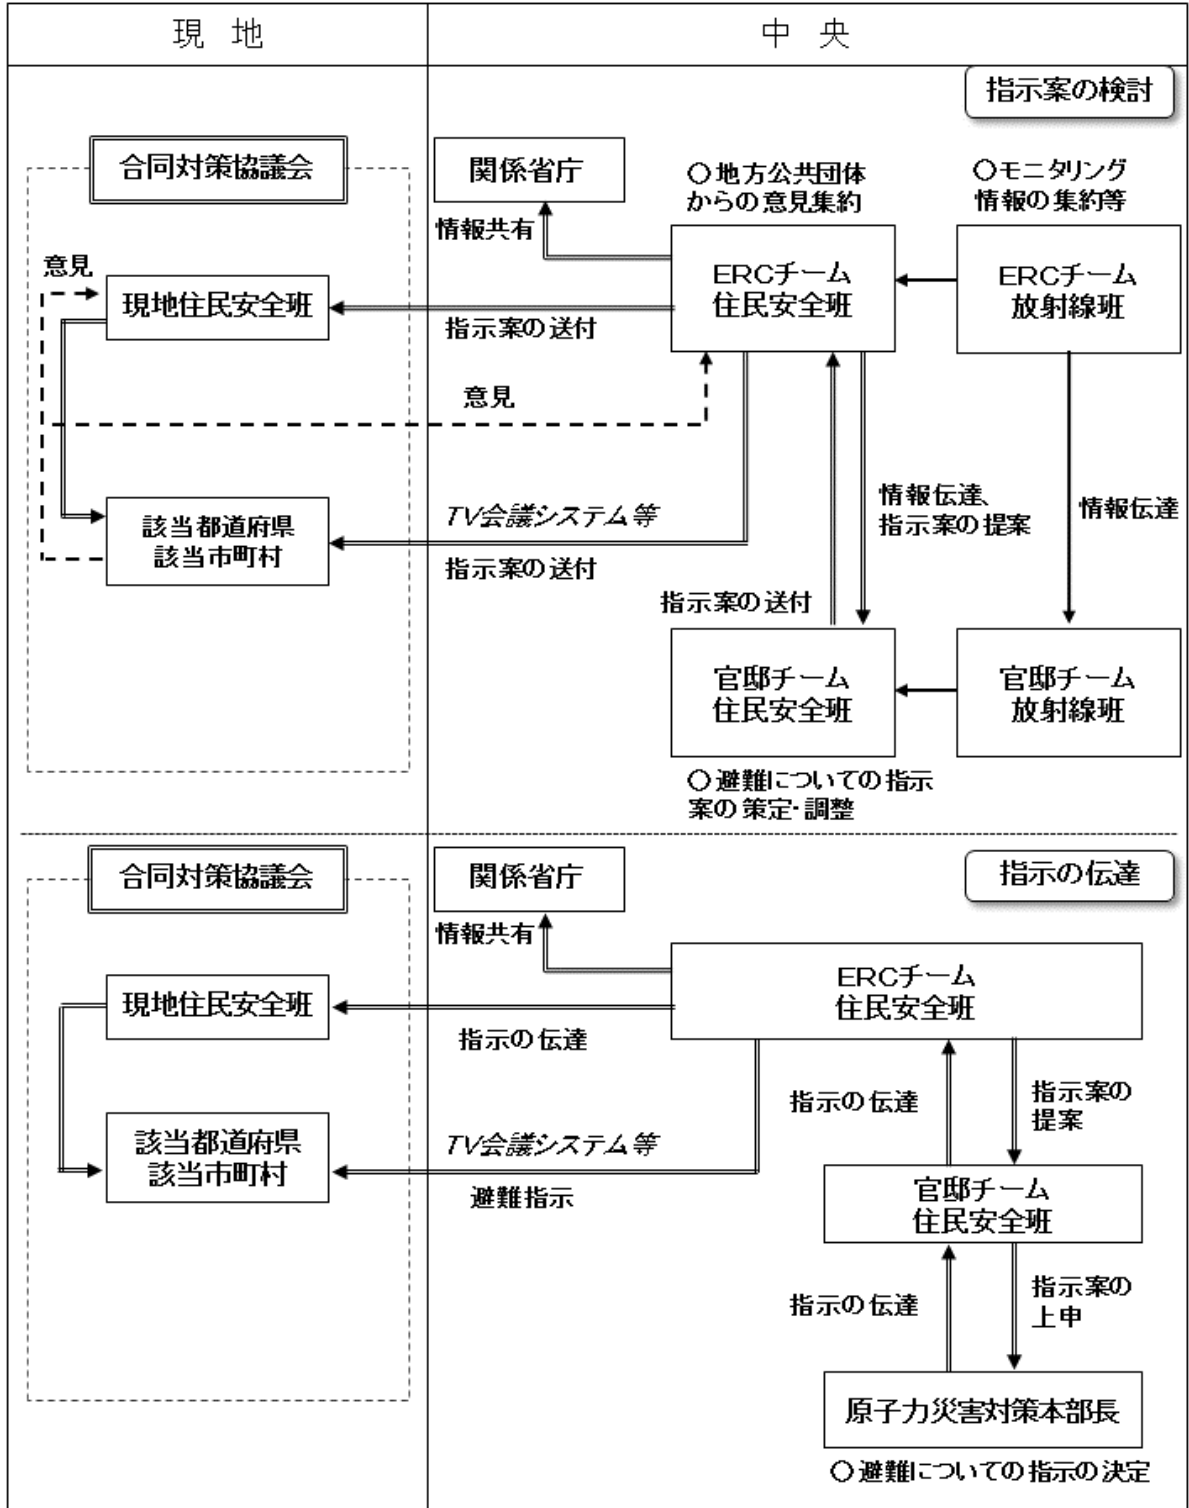 現 地
中 央
指示案の検討
合同対策協議会
関係省庁
○地方公共団体
からの意見集約
○モニタリング
情報の集約等
情報共有
意見
現地住民安全班
ERCチーム
住民安全班
ERCチーム
放射線班
指示案の送付
意見
該当都道府県
該当市町村
TV会議システム等
指示案の送付
情報伝達、
指示案の提案
情報伝達
指示案の送付
官邸チーム
住民安全班
官邸チーム
放射線班
○避難についての指示
案の策定・調整
合同対策協議会
関係省庁
指示の伝達
情報共有
現地住民安全班
ERCチーム
住民安全班
指示の伝達
指示の伝達
指示案の
提案
該当都道府県
該当市町村
TV会議システム等
避難指示
官邸チーム
住民安全班
指示の伝達
指示案の
上申
原子力災害対策本部長
○避難についての指示の決定